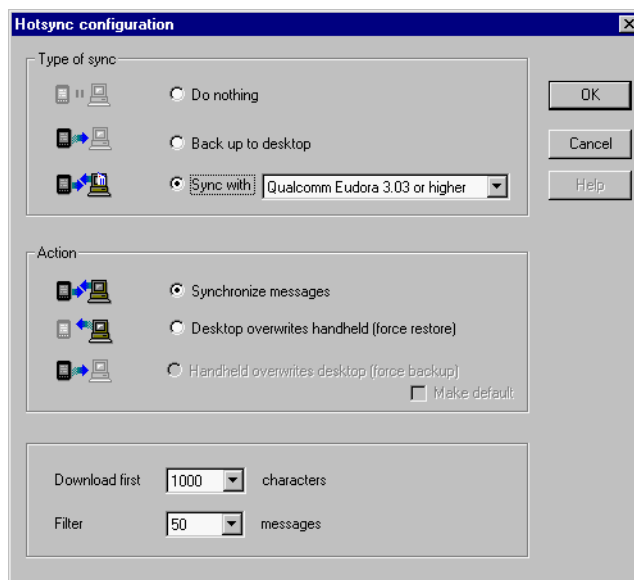 Hotsync configuration
Type of sync
Do nothing
OK
Back up to desktop
Cancel
Sync with Qualcomm Eudora 3.03 or higher
Help
Action
Synchronize messages
Desktop overwrites handheld (force restore)
Handheld overwrites desktop (force backup)
Make default
Download first 1000 characters
Filter 50 messages